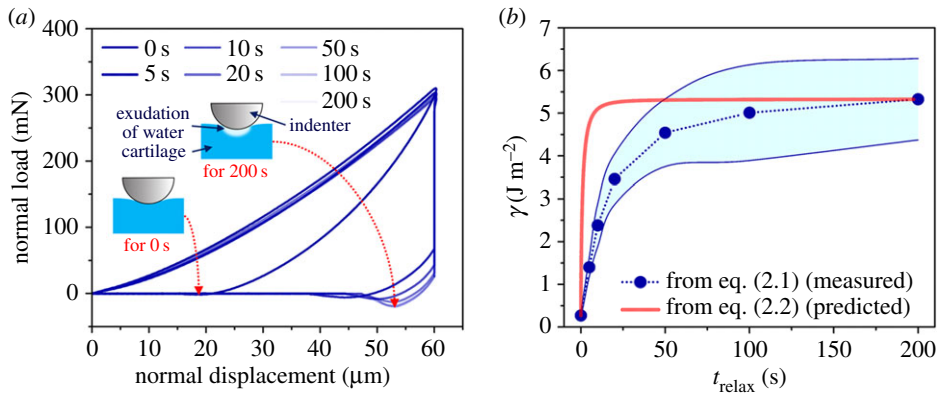 (a)
400
300
200
100
0
normal load (mN)
0 s
10 s
50 s
5 s
20 s
100 s
200 s
exudation
of water
cartilage
indenter
for 200 s
for 0 s
0
10
20
30
40
50
60
normal displacement (μm)
(b)
7
6
5
4
3
2
1
0
γ (J m⁻²)
from eq. (2.1) (measured)
from eq. (2.2) (predicted)
0
50
100
150
200
t_relax (s)